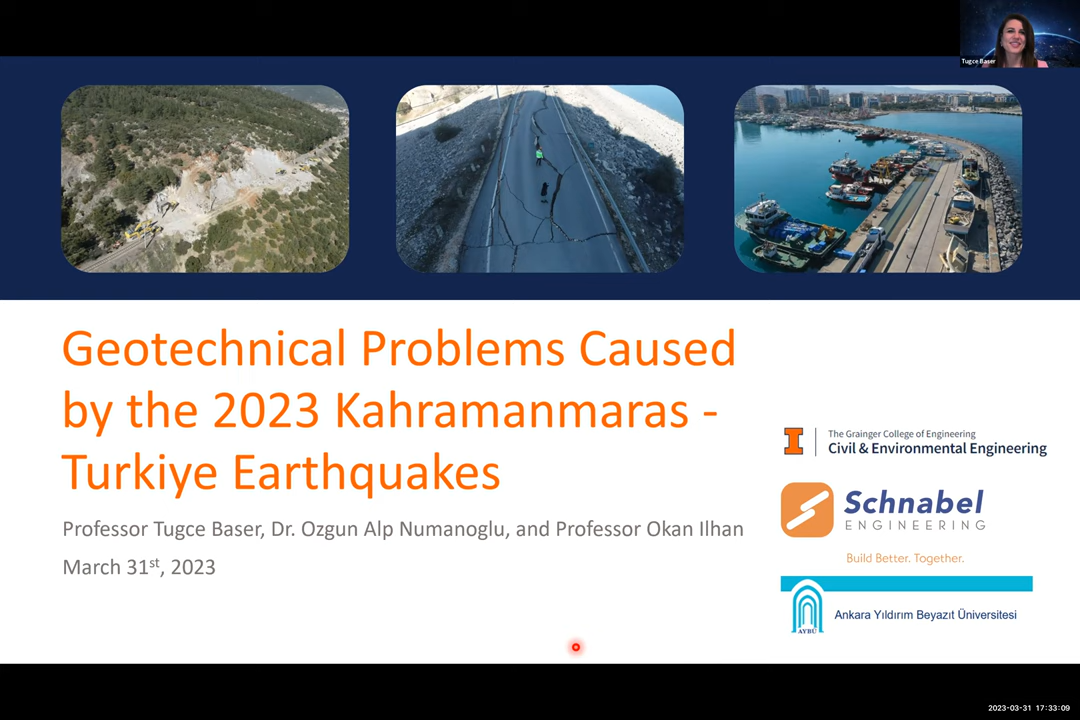 Tugce Baser
Geotechnical Problems Caused
by the 2023 Kahramanmaras -
Turkiye Earthquakes
Professor Tugce Baser, Dr. Ozgun Alp Numanoglu, and Professor Okan Ilhan
March 31st, 2023
The Grainger College of Engineering
Civil & Environmental Engineering
Schnabel
ENGINEERING
Build Better. Together.
AYBÜ
Ankara Yıldırım Beyazıt Üniversitesi
2023-03-31 17:33:09